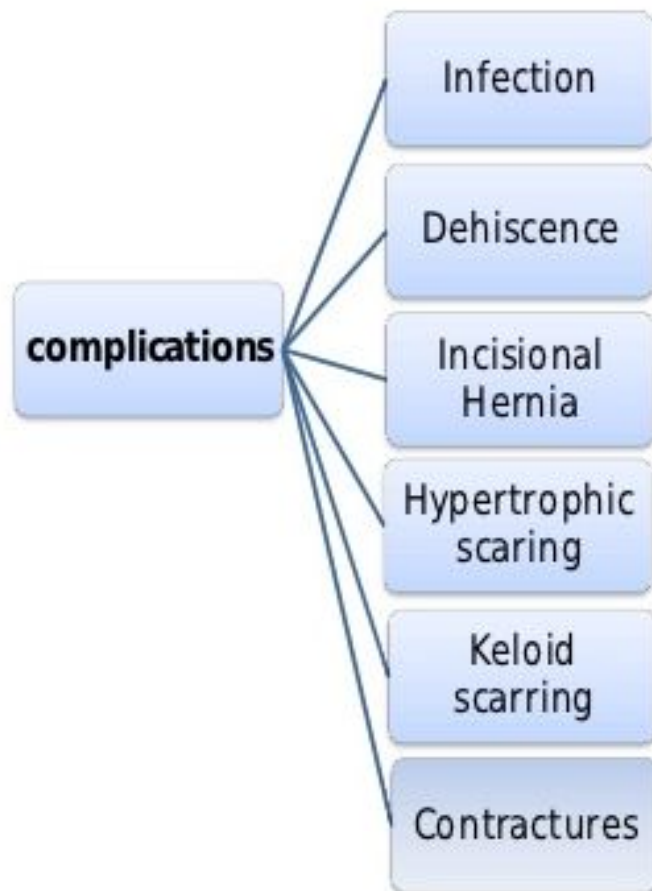 Infection
Dehiscence
complications
Incisional
Hernia
Hypertrophic
scaring
Keloid
scarring
Contractures